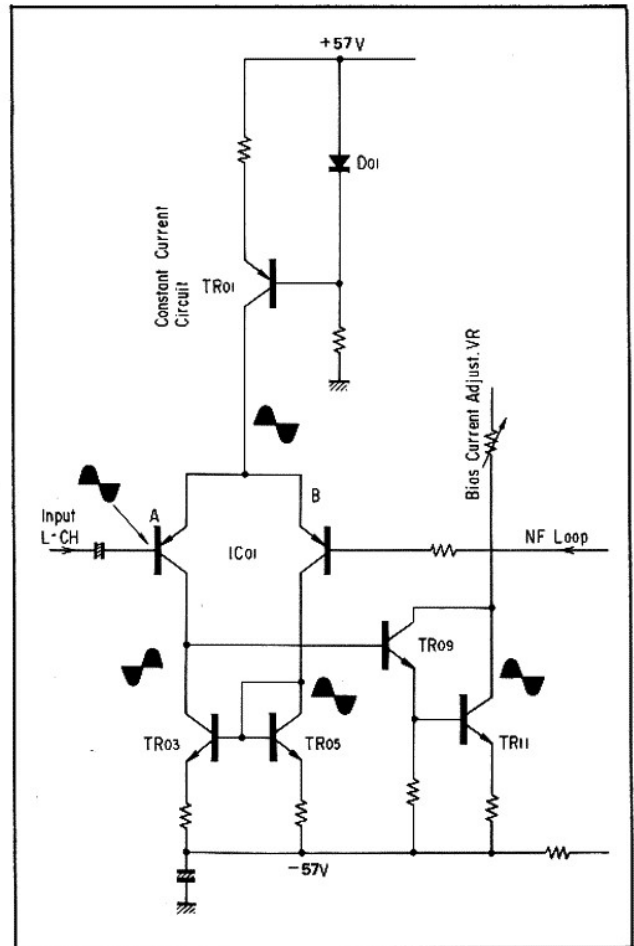 +57V
D01
Constant Current
Circuit
TR01
Bias Current Adjust. VR
Input
L-CH
A
B
IC01
NF Loop
TR09
TR03
TR05
TR11
-57V